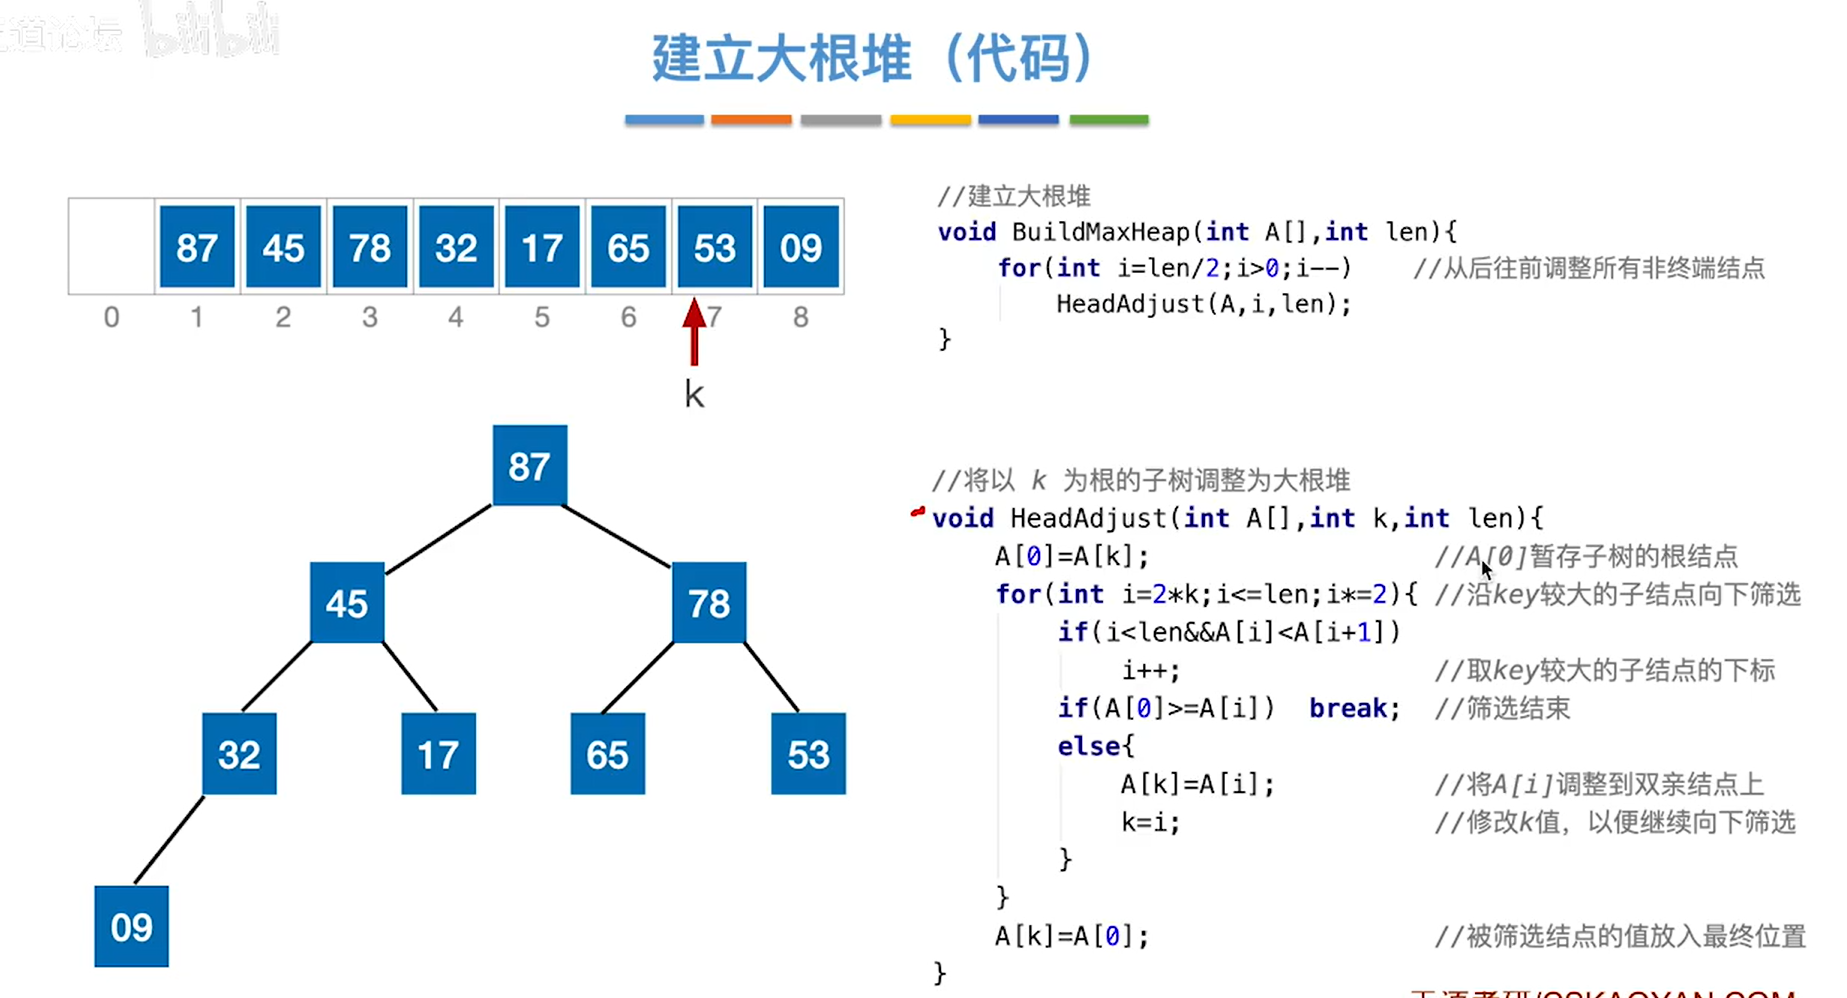 道论坛 bilibili
建立大根堆（代码）
87 45 78 32 17 65 53 09
0 1 2 3 4 5 6 7 8
k
87
45 78
32 17 65 53
09
//建立大根堆
void BuildMaxHeap(int A[],int len){
for(int i=len/2;i>0;i--) //从后往前调整所有非终端结点
HeadAdjust(A,i,len);
}
//将以 k 为根的子树调整为大根堆
void HeadAdjust(int A[],int k,int len){
A[0]=A[k]; //A[0]暂存子树的根结点
for(int i=2*k;i<=len;i*=2){ //沿key较大的子结点向下筛选
if(i<len&&A[i]<A[i+1])
i++; //取key较大的子结点的下标
if(A[0]>=A[i]) break; //筛选结束
else{
A[k]=A[i]; //将A[i]调整到双亲结点上
k=i; //修改k值，以便继续向下筛选
}
}
A[k]=A[0]; //被筛选结点的值放入最终位置
}